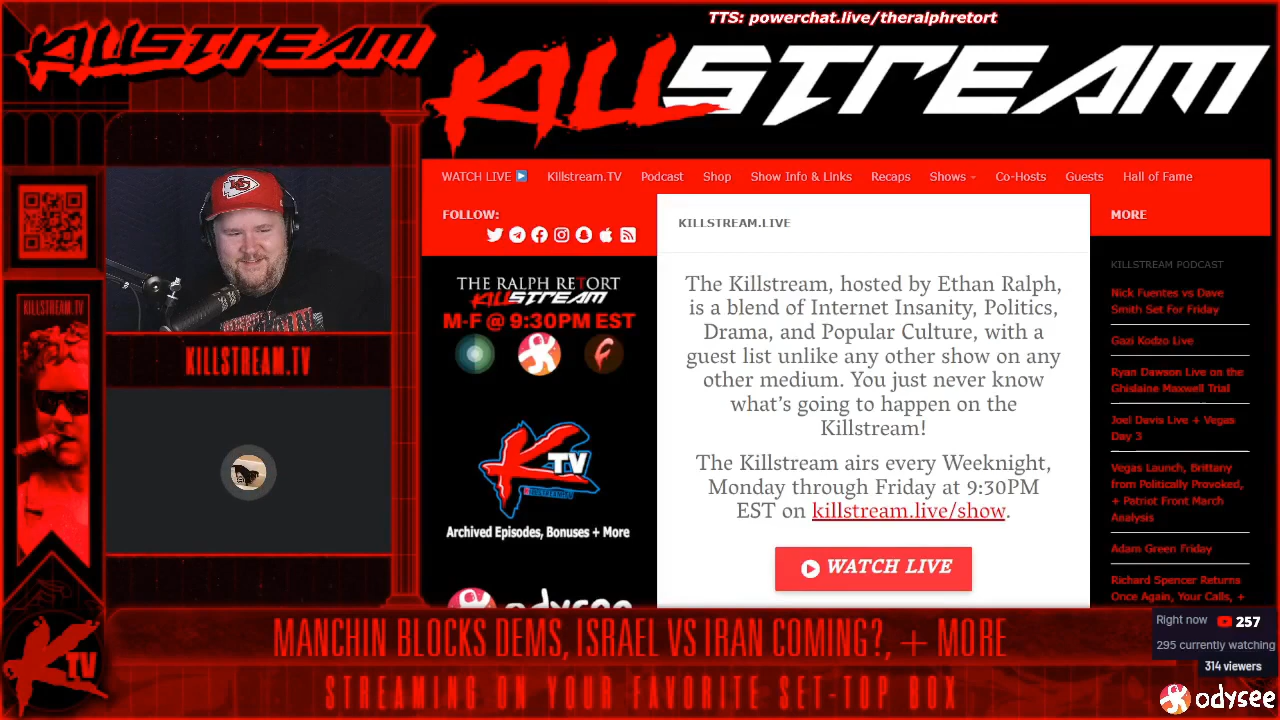 TTS: powerchat.live/theralphretort
KILLSTREAM
KILLSTREAM
WATCH LIVE Killstream.TV Podcast Shop Show Info & Links Recaps Shows Co-Hosts Guests Hall of Fame
FOLLOW:
THE RALPH RETORT
KILLSTREAM
M-F @ 9:30PM EST
KTV
KILLSTREAM.TV
Archived Episodes, Bonuses + More
odysee
KILLSTREAM.LIVE
The Killstream, hosted by Ethan Ralph,
is a blend of Internet Insanity, Politics,
Drama, and Popular Culture, with a
guest list unlike any other show on any
other medium. You just never know
what's going to happen on the
Killstream!
The Killstream airs every Weeknight,
Monday through Friday at 9:30PM
EST on killstream.live/show.
WATCH LIVE
MORE
KILLSTREAM PODCAST
Nick Fuentes vs Dave
Smith Set For Friday
Gazi Kodzo Live
Ryan Dawson Live on the
Ghislaine Maxwell Trial
Joel Davis Live + Vegas
Day 3
Vegas Launch, Brittany
from Politically Provoked,
+ Patriot Front March
Analysis
Adam Green Friday
Richard Spencer Returns
Once Again, Your Calls, +
KILLSTREAM.TV
KILLSTREAM.TV
KTV
MANCHIN BLOCKS DEMS, ISRAEL VS IRAN COMING?, + MORE
STREAMING ON YOUR FAVORITE SET-TOP BOX
Right now 257
295 currently watching
314 viewers
odysee